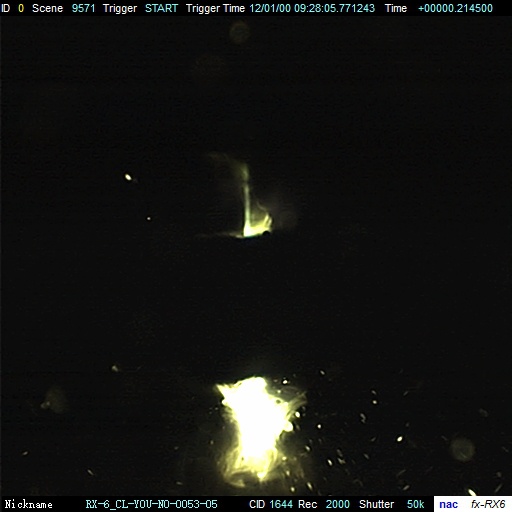 ID 0 Scene 9571 Trigger START Trigger Time 12/01/00 09:28:05.771243 Time +00000.214500
Nickname RX-6_CL-YOU-NO-0053-05 CID 1644 Rec 2000 Shutter 50k nac fx-RX6